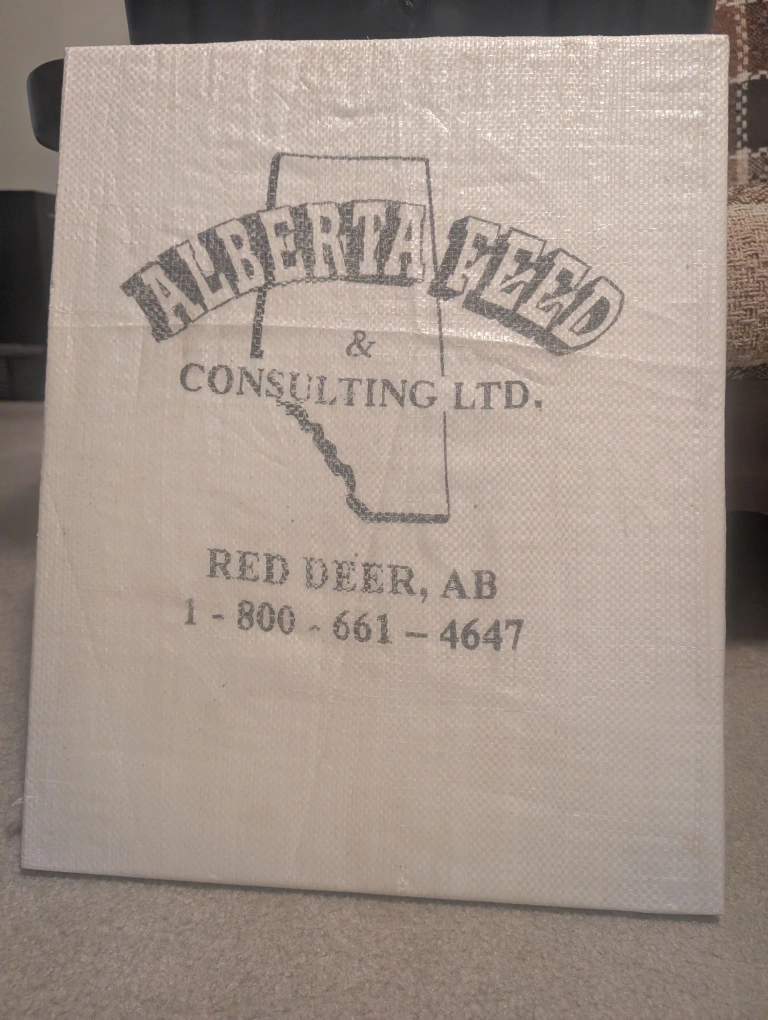 ALBERTA FEED
&
CONSULTING LTD.
RED DEER, AB
1 - 800 - 661 – 4647